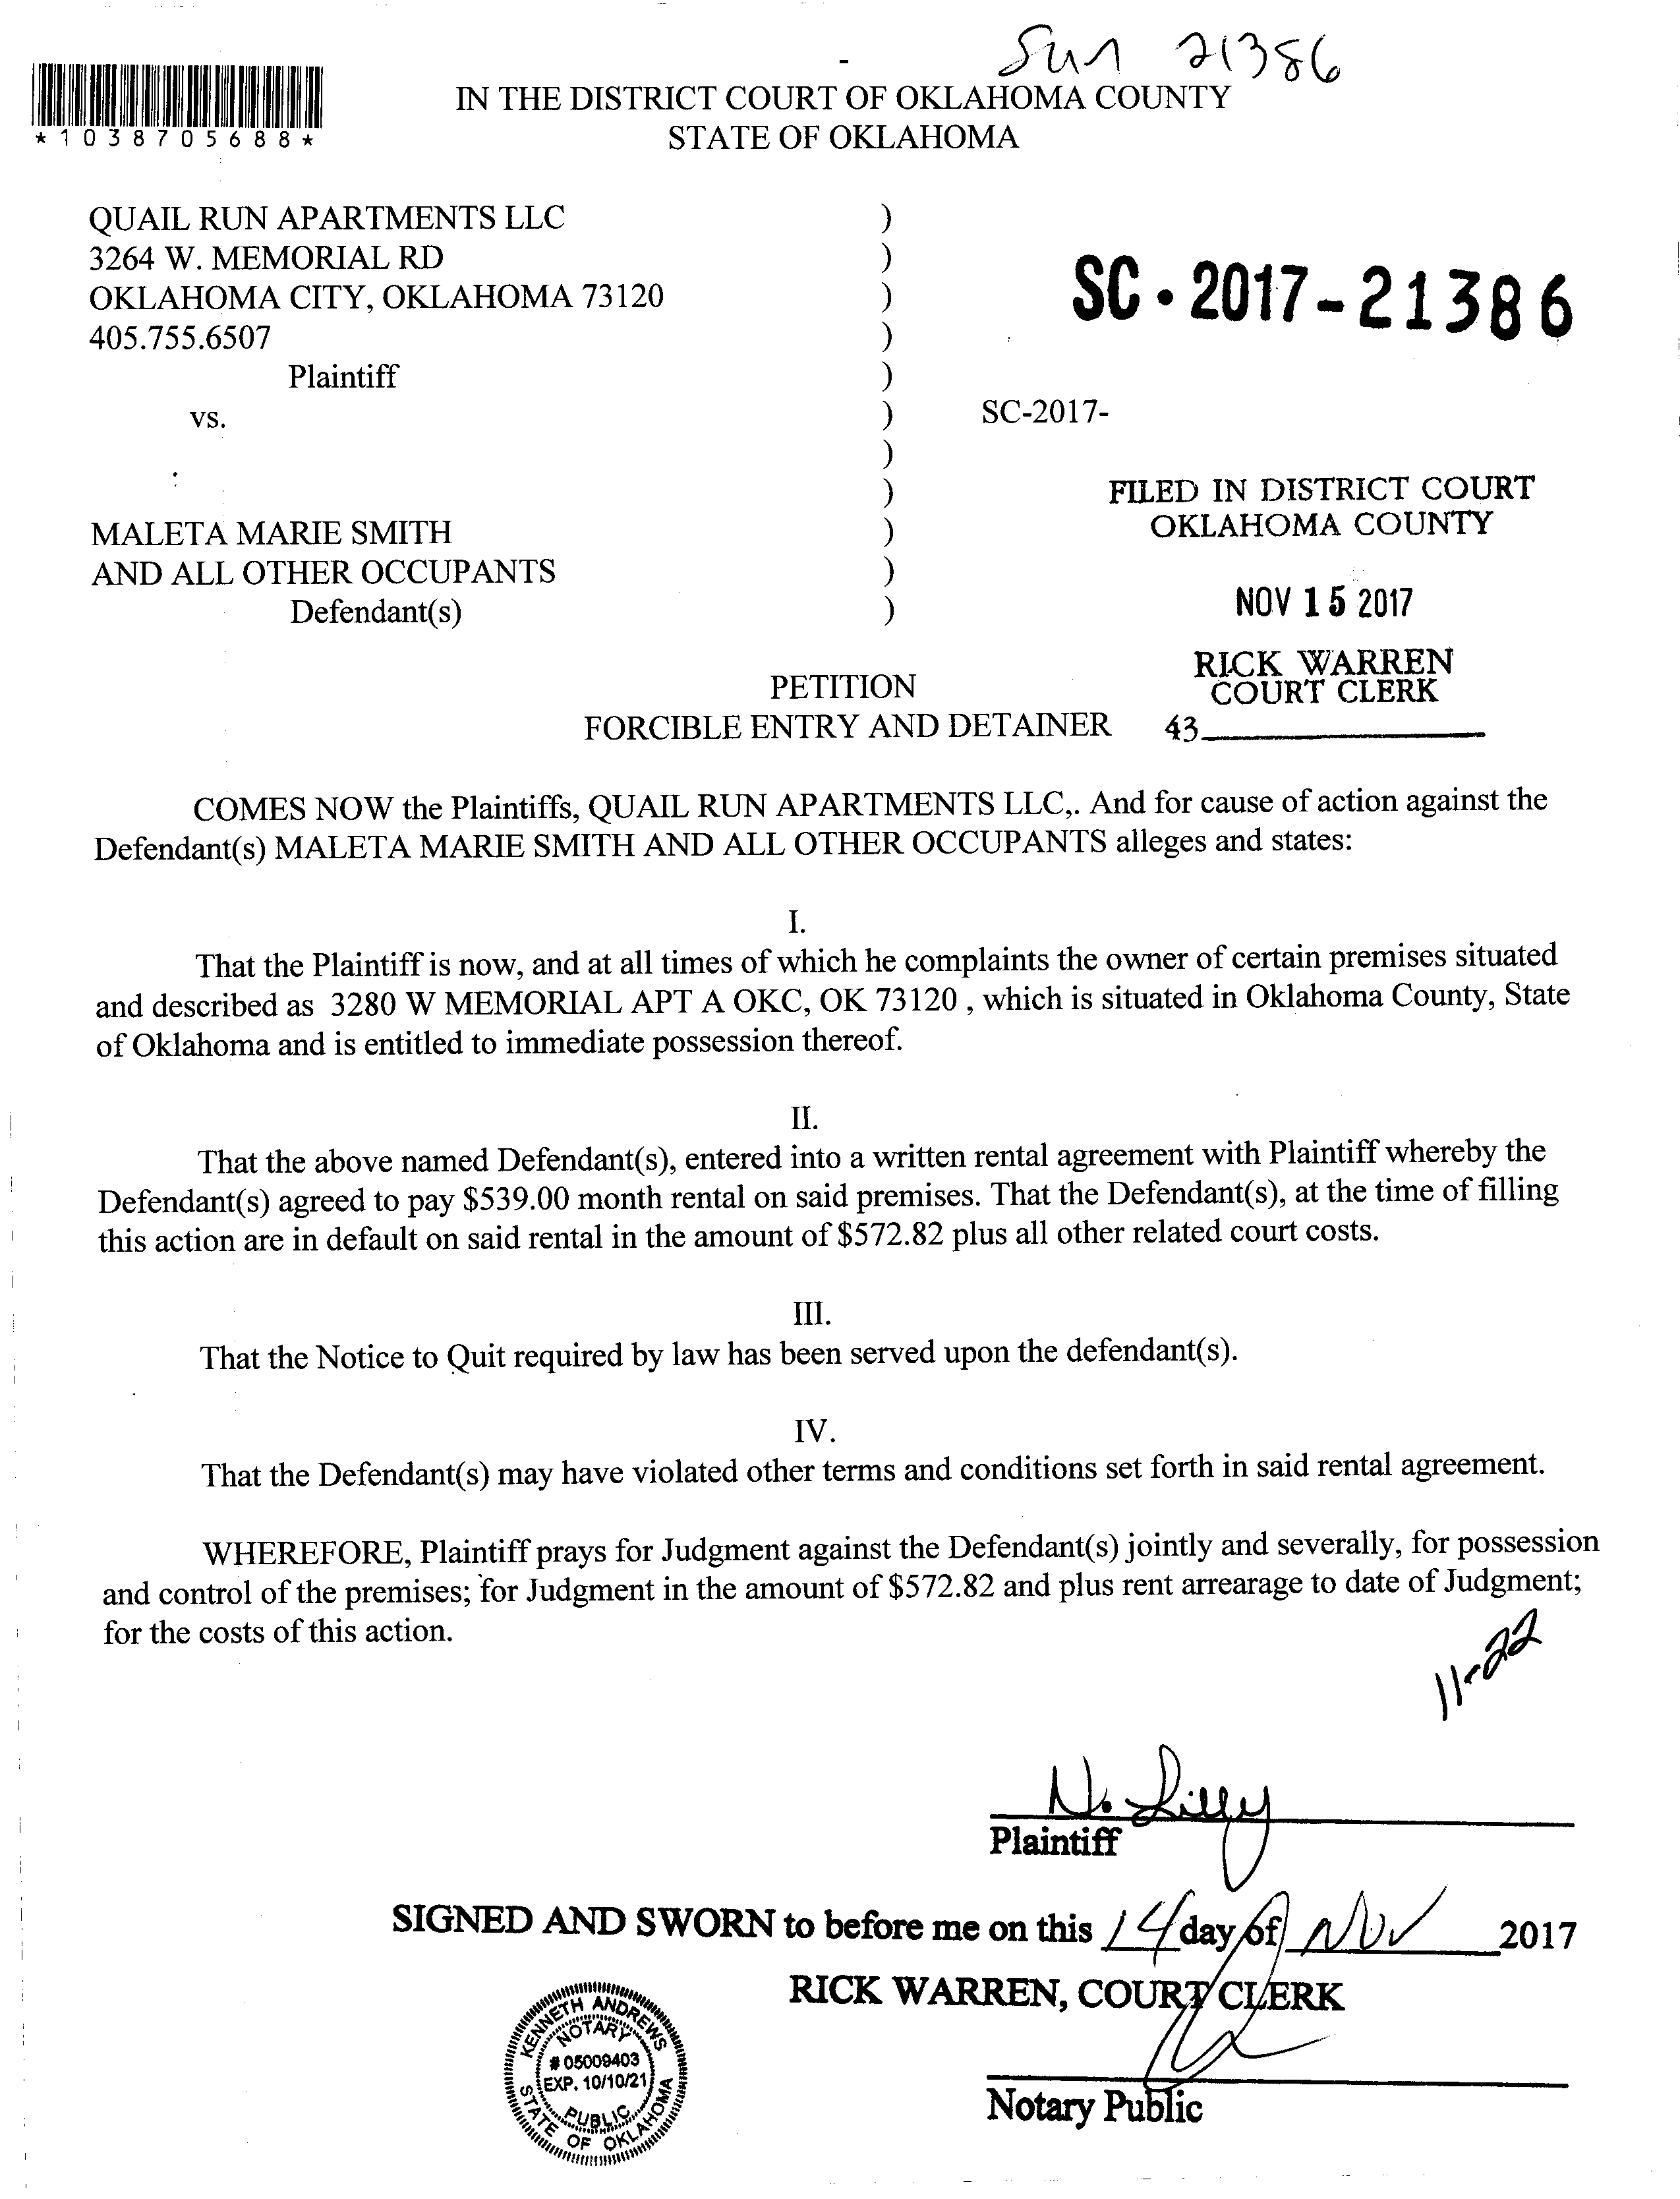 Sun 21386
*1038705688*
IN THE DISTRICT COURT OF OKLAHOMA COUNTY
STATE OF OKLAHOMA
QUAIL RUN APARTMENTS LLC )
3264 W. MEMORIAL RD )
OKLAHOMA CITY, OKLAHOMA 73120 )
405.755.6507 )
Plaintiff )
SC-2017-21386
vs. ) SC-2017-
)
)
MALETA MARIE SMITH )
AND ALL OTHER OCCUPANTS )
Defendant(s) )
FILED IN DISTRICT COURT
OKLAHOMA COUNTY
NOV 15 2017
RICK WARREN
COURT CLERK
43
PETITION
FORCIBLE ENTRY AND DETAINER
COMES NOW the Plaintiffs, QUAIL RUN APARTMENTS LLC,. And for cause of action against the
Defendant(s) MALETA MARIE SMITH AND ALL OTHER OCCUPANTS alleges and states:
I.
That the Plaintiff is now, and at all times of which he complaints the owner of certain premises situated
and described as 3280 W MEMORIAL APT A OKC, OK 73120 , which is situated in Oklahoma County, State
of Oklahoma and is entitled to immediate possession thereof.
II.
That the above named Defendant(s), entered into a written rental agreement with Plaintiff whereby the
Defendant(s) agreed to pay $539.00 month rental on said premises. That the Defendant(s), at the time of filling
this action are in default on said rental in the amount of $572.82 plus all other related court costs.
III.
That the Notice to Quit required by law has been served upon the defendant(s).
IV.
That the Defendant(s) may have violated other terms and conditions set forth in said rental agreement.
WHEREFORE, Plaintiff prays for Judgment against the Defendant(s) jointly and severally, for possession
and control of the premises; for Judgment in the amount of $572.82 and plus rent arrearage to date of Judgment;
for the costs of this action.
11-22
N. Lilly
Plaintiff
SIGNED AND SWORN to before me on this 14 day of Nov 2017
RICK WARREN, COURT CLERK
Notary Public
KENNETH ANDREWS
NOTARY
# 05009403
EXP. 10/10/21
PUBLIC
STATE OF OKLAHOMA